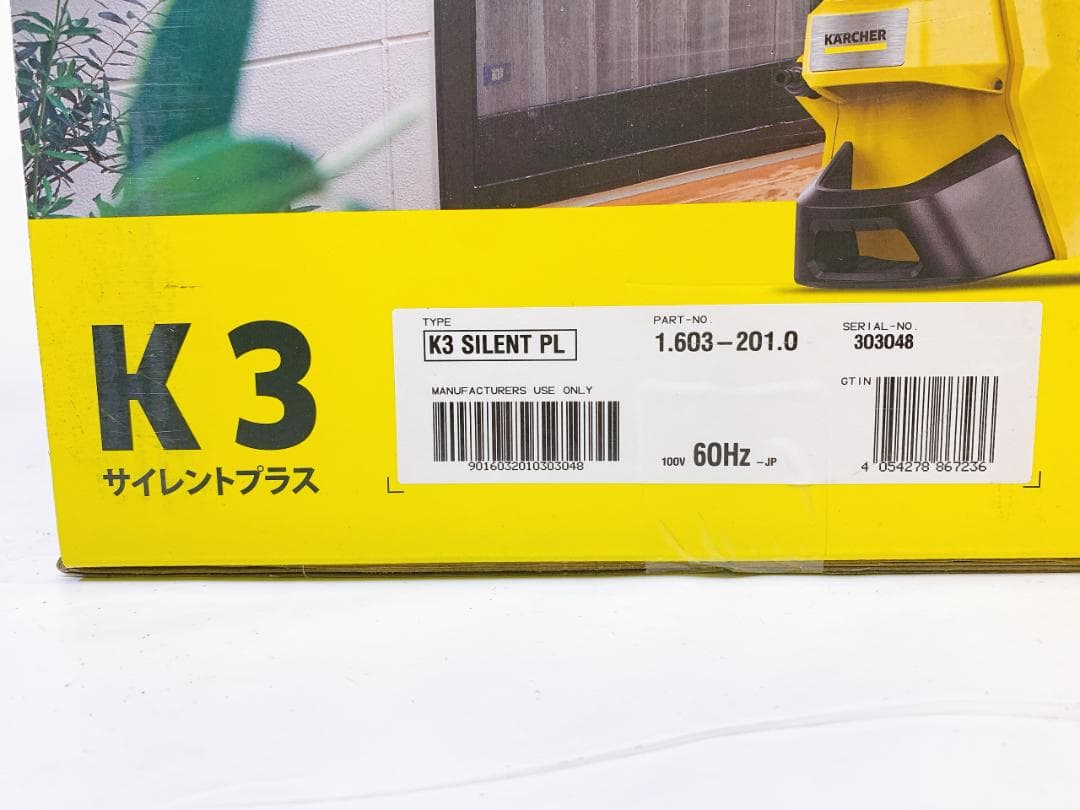 KÄRCHER
K 3
サイレントプラス
TYPE
K3 SILENT PL
PART-NO.
1.603-201.0
SERIAL-NO.
303048
MANUFACTURERS USE ONLY
9016032010303048
100V 60Hz -JP
GTIN
4 054278 867236